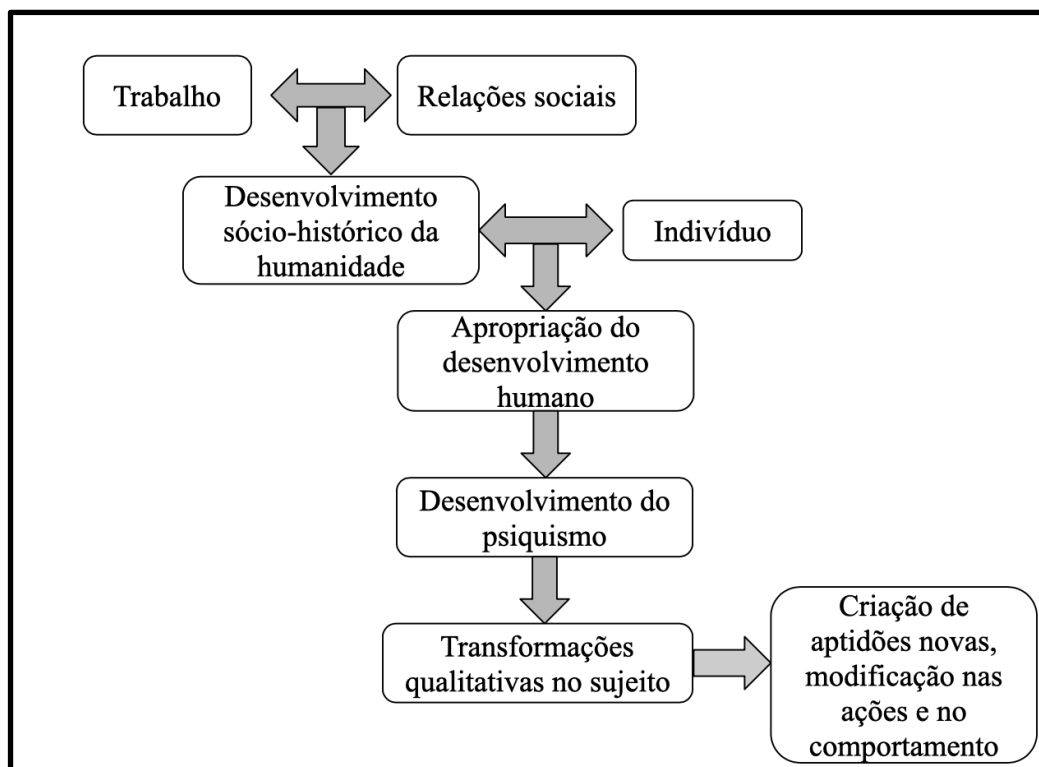 Trabalho
Relações sociais
Desenvolvimento
sócio-histórico da
humanidade
Indivíduo
Apropriação do
desenvolvimento
humano
Desenvolvimento do
psiquismo
Transformações
qualitativas no sujeito
Criação de
aptidões novas,
modificação nas
ações e no
comportamento